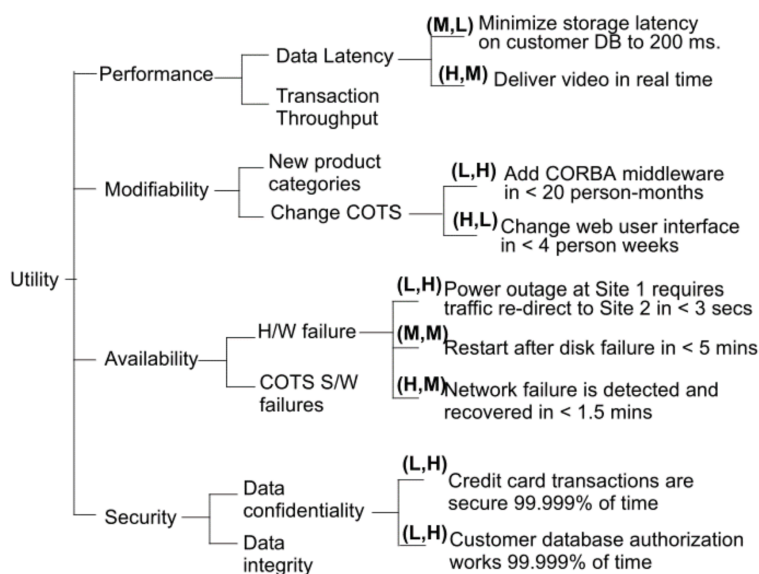 (M,L) Minimize storage latency
on customer DB to 200 ms.
Data Latency
Performance
(H,M) Deliver video in real time
Transaction
Throughput
New product
categories
(L,H) Add CORBA middleware
in < 20 person-months
Modifiability
Change COTS
(H,L) Change web user interface
in < 4 person weeks
Utility
(L,H) Power outage at Site 1 requires
traffic re-direct to Site 2 in < 3 secs
H/W failure
(M,M) Restart after disk failure in < 5 mins
Availability
COTS S/W
failures
(H,M) Network failure is detected and
recovered in < 1.5 mins
(L,H) Credit card transactions are
secure 99.999% of time
Data
confidentiality
Security
(L,H) Customer database authorization
works 99.999% of time
Data
integrity